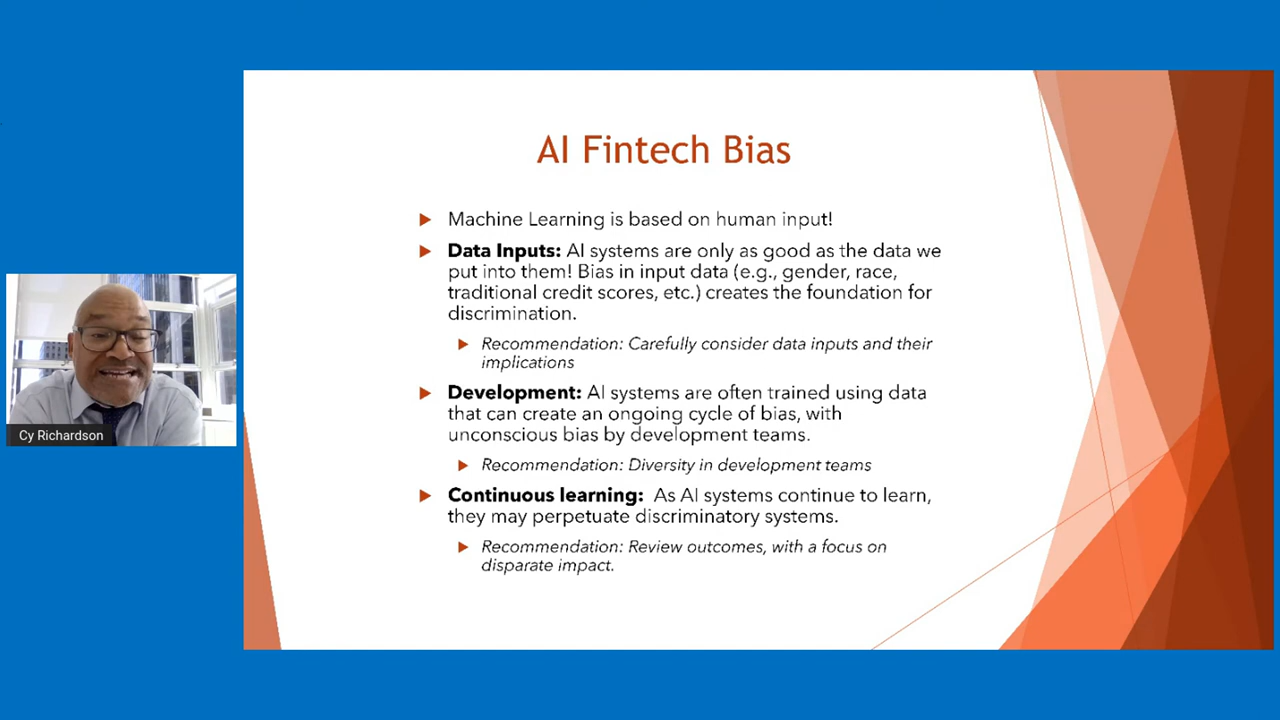 AI Fintech Bias
Machine Learning is based on human input!
Data Inputs: AI systems are only as good as the data we
put into them! Bias in input data (e.g., gender, race,
traditional credit scores, etc.) creates the foundation for
discrimination.
Recommendation: Carefully consider data inputs and their
implications
Development: AI systems are often trained using data
that can create an ongoing cycle of bias, with
unconscious bias by development teams.
Recommendation: Diversity in development teams
Continuous learning: As AI systems continue to learn,
they may perpetuate discriminatory systems.
Recommendation: Review outcomes, with a focus on
disparate impact.
Cy Richardson